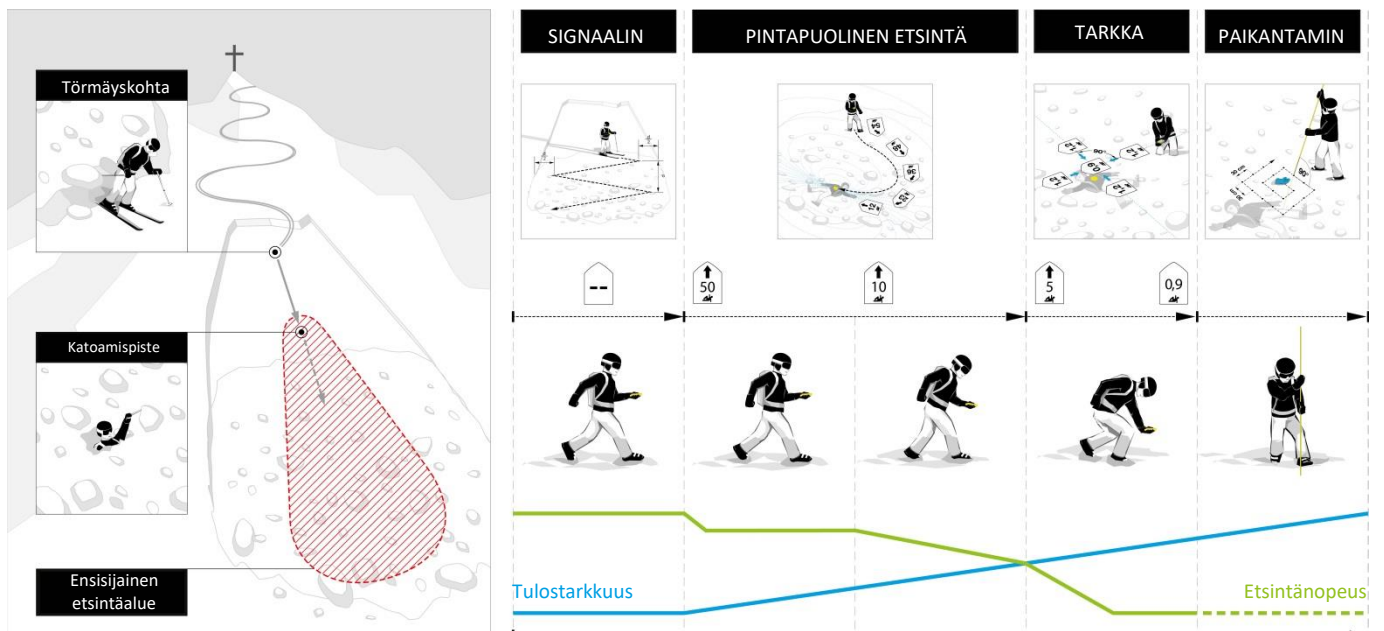 Törmäyskohta
Katoamispiste
Ensisijainen
etsintäalue
SIGNAALIN
PINTAPUOLINEN ETSINTÄ
TARKKA
PAIKANTAMIN
--
50
10
5
0,9
Tulostarkkuus
Etsintänopeus